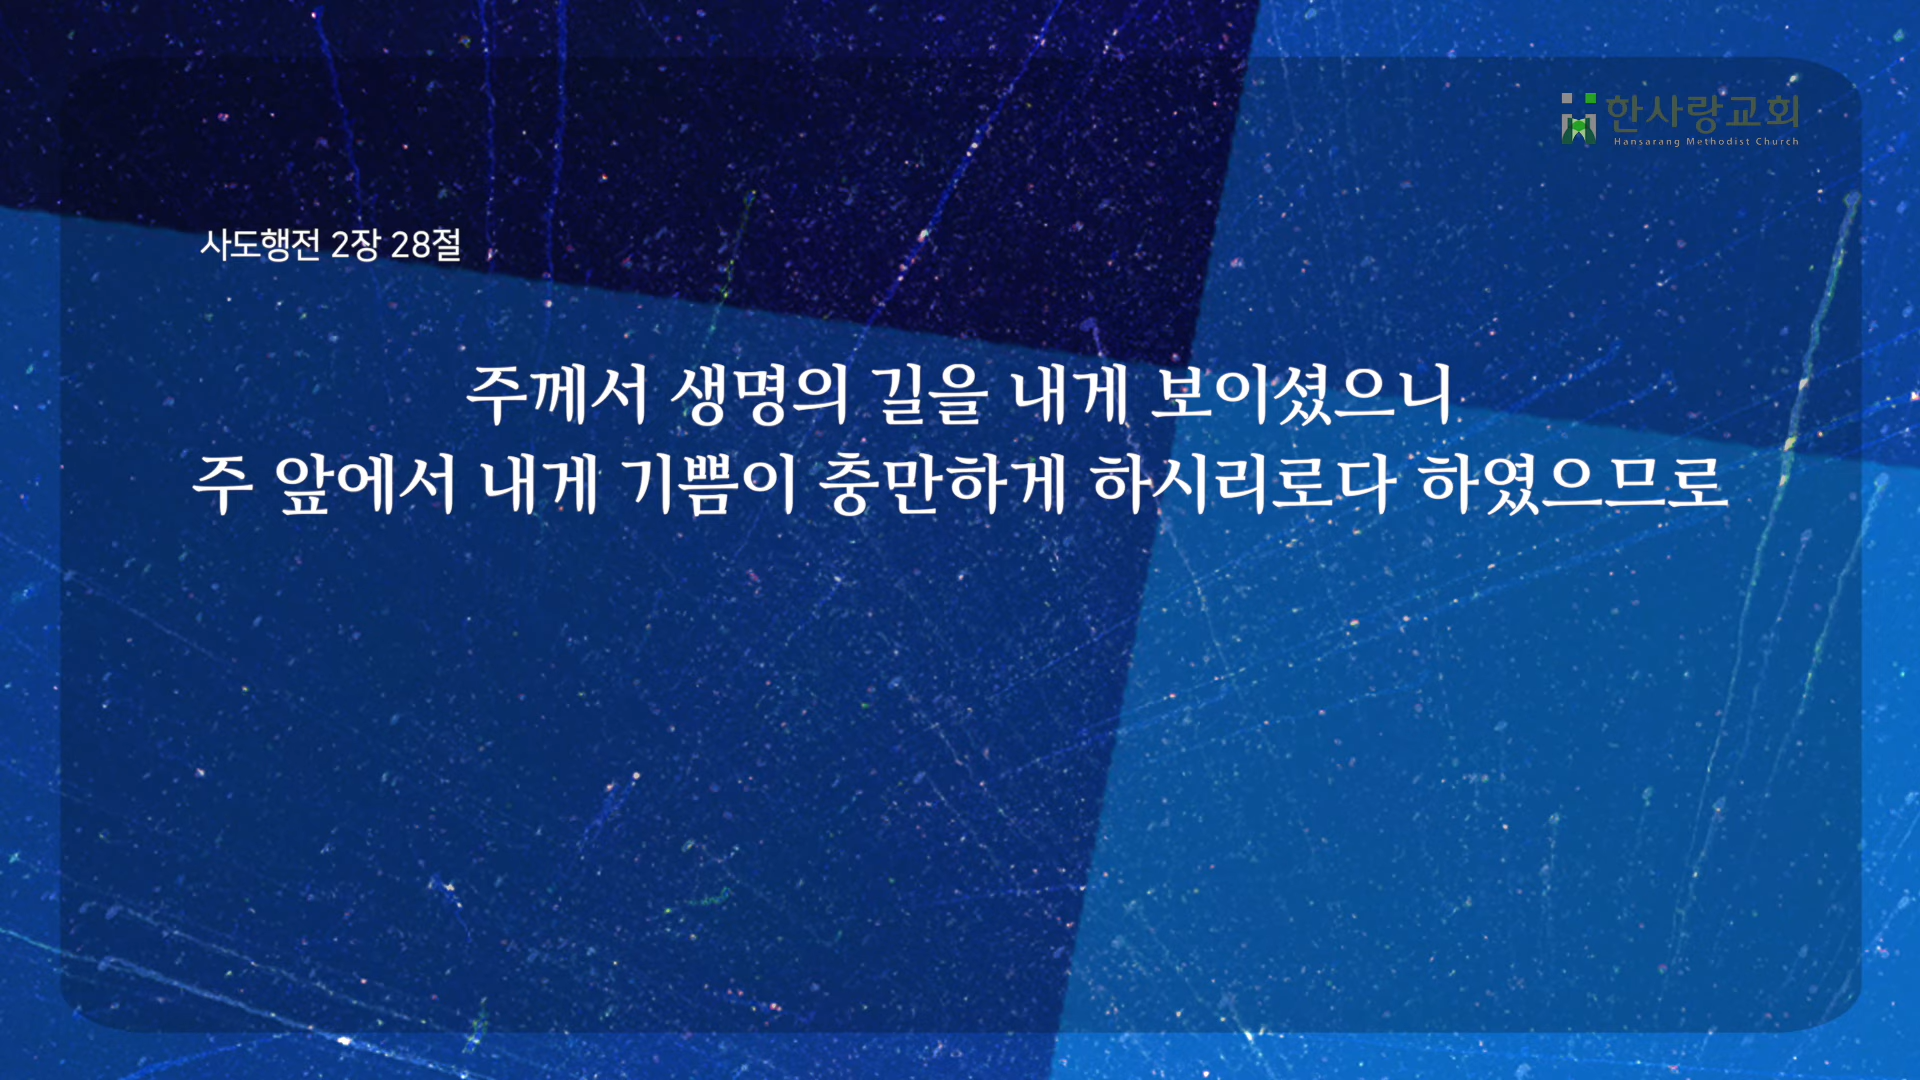 한사랑교회
Hansarang Methodist Church
사도행전 2장 28절
주께서 생명의 길을 내게 보이셨으니
주 앞에서 내게 기쁨이 충만하게 하시리로다 하였으므로